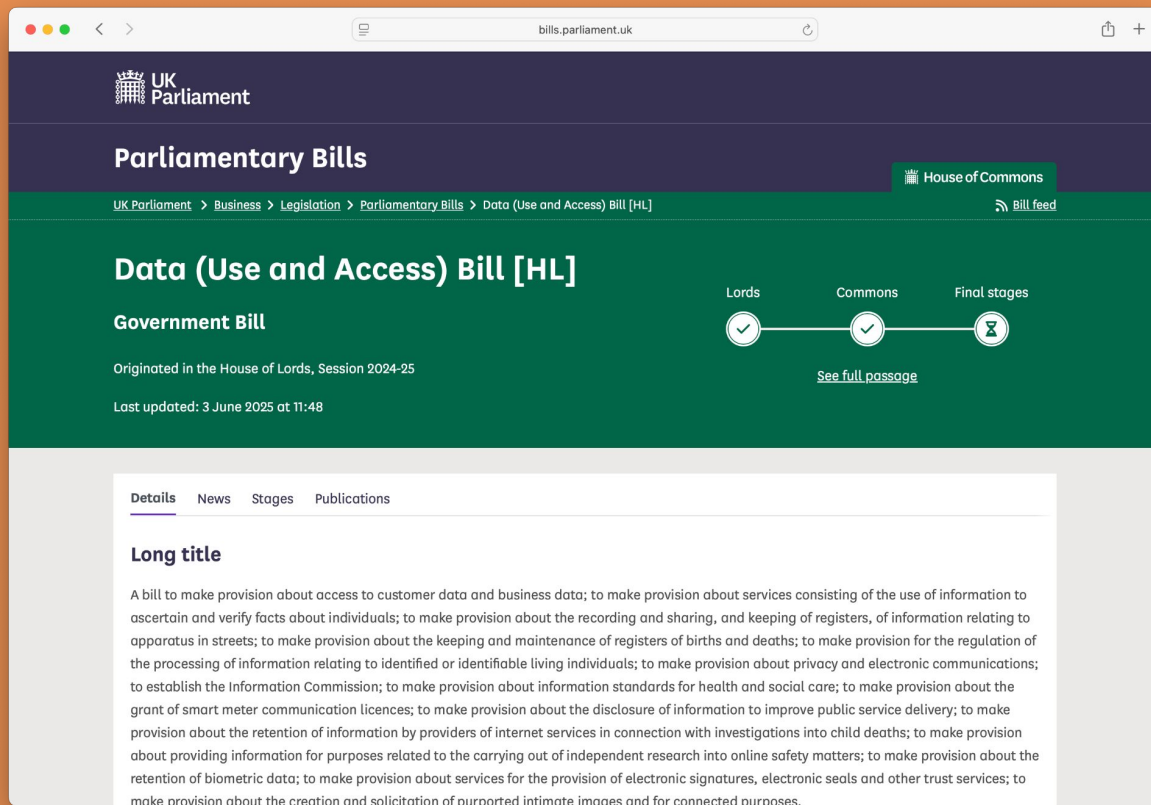 bills.parliament.uk
UK
Parliament
Parliamentary Bills
House of Commons
UK Parliament > Business > Legislation > Parliamentary Bills > Data (Use and Access) Bill [HL]
Bill feed
Data (Use and Access) Bill [HL]
Government Bill
Originated in the House of Lords, Session 2024-25
Last updated: 3 June 2025 at 11:48
Lords
Commons
Final stages
See full passage
Details
News
Stages
Publications
Long title
A bill to make provision about access to customer data and business data; to make provision about services consisting of the use of information to
ascertain and verify facts about individuals; to make provision about the recording and sharing, and keeping of registers, of information relating to
apparatus in streets; to make provision about the keeping and maintenance of registers of births and deaths; to make provision for the regulation of
the processing of information relating to identified or identifiable living individuals; to make provision about privacy and electronic communications;
to establish the Information Commission; to make provision about information standards for health and social care; to make provision about the
grant of smart meter communication licences; to make provision about the disclosure of information to improve public service delivery; to make
provision about the retention of information by providers of internet services in connection with investigations into child deaths; to make provision
about providing information for purposes related to the carrying out of independent research into online safety matters; to make provision about the
retention of biometric data; to make provision about services for the provision of electronic signatures, electronic seals and other trust services; to
make provision about the creation and solicitation of purported intimate images and for connected purposes.